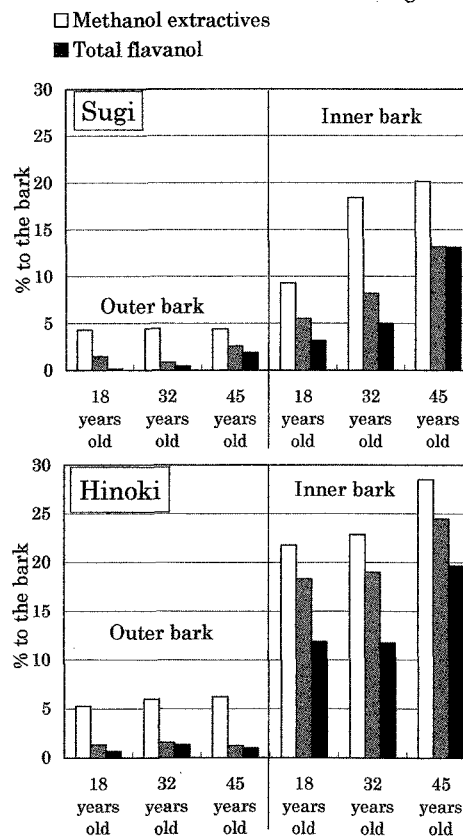 Methanol extractives
Total flavanol
30
25
20
15
10
5
0
% to the bark
Sugi
Inner bark
Outer bark
18 years old
32 years old
45 years old
18 years old
32 years old
45 years old
30
25
20
15
10
5
0
% to the bark
Hinoki
Inner bark
Outer bark
18 years old
32 years old
45 years old
18 years old
32 years old
45 years old